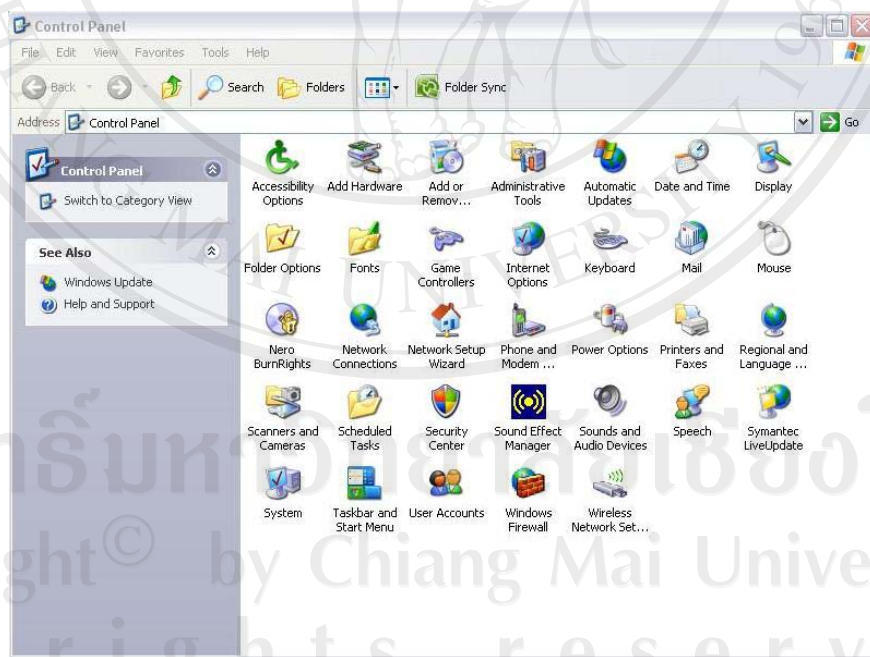 Control Panel
File Edit View Favorites Tools Help
Back Search Folders Folder Sync
Address Control Panel Go
Control Panel
Switch to Category View
See Also
Windows Update
Help and Support
Accessibility Options
Add Hardware
Add or Remov...
Administrative Tools
Automatic Updates
Date and Time
Display
Folder Options
Fonts
Game Controllers
Internet Options
Keyboard
Mail
Mouse
Nero BurnRights
Network Connections
Network Setup Wizard
Phone and Modem ...
Power Options
Printers and Faxes
Regional and Language ...
Scanners and Cameras
Scheduled Tasks
Security Center
Sound Effect Manager
Sounds and Audio Devices
Speech
Symantec LiveUpdate
System
Taskbar and Start Menu
User Accounts
Windows Firewall
Wireless Network Set...
MAI UNIVERSITY
ght © by Chiang Mai Unive
r i g h t s r e s e r v